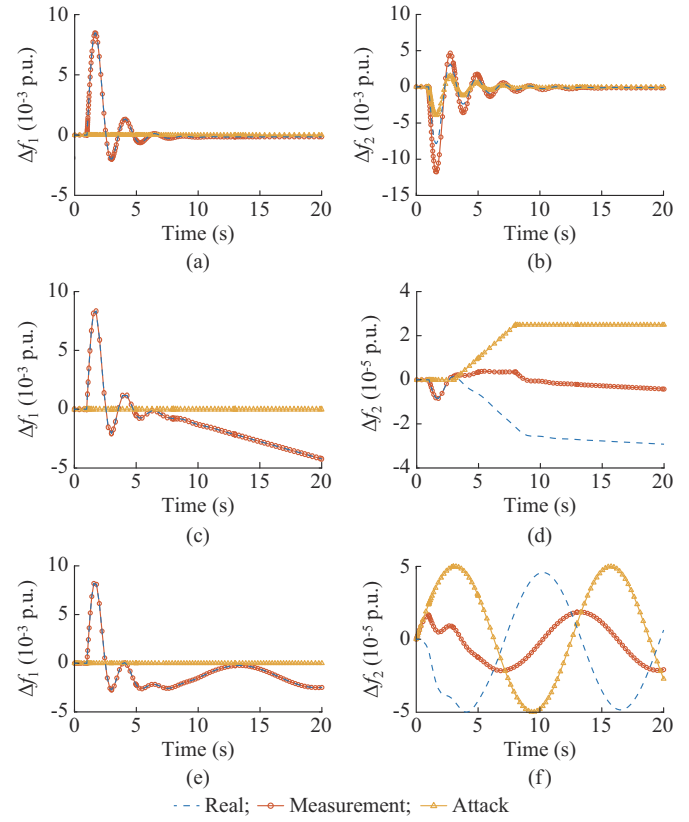 10
5
0
-5
0 5 10 15 20
Δf1 (10-3 p.u.)
Time (s)
(a)
10
5
0
-5
-10
-15
0 5 10 15 20
Δf2 (10-3 p.u.)
Time (s)
(b)
10
5
0
-5
0 5 10 15 20
Δf1 (10-3 p.u.)
Time (s)
(c)
4
2
0
-2
-4
0 5 10 15 20
Δf2 (10-5 p.u.)
Time (s)
(d)
10
5
0
-5
0 5 10 15 20
Δf1 (10-3 p.u.)
Time (s)
(e)
5
0
-5
0 5 10 15 20
Δf2 (10-5 p.u.)
Time (s)
(f)
Real; Measurement; Attack